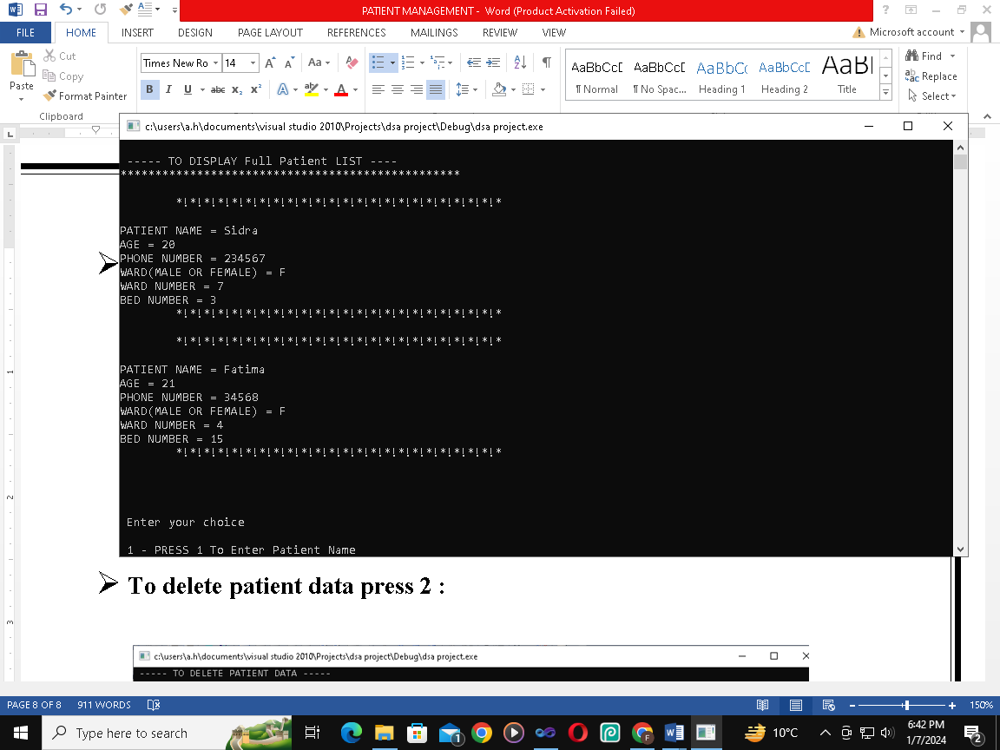 PATIENT MANAGEMENT - Word (Product Activation Failed)
FILE HOME INSERT DESIGN PAGE LAYOUT REFERENCES MAILINGS REVIEW VIEW Microsoft account
Paste
Cut
Copy
Format Painter
Clipboard
Times New Ro 14
B I U abc x₂ x²
AaBbCcD AaBbCcD AaBbCc AaBbCcD AaBl
¶ Normal ¶ No Spac... Heading 1 Heading 2 Title
Find
Replace
Select
c:\users\a.h\documents\visual studio 2010\Projects\dsa project\Debug\dsa project.exe
----- TO DISPLAY Full Patient LIST ----
*************************************************
*!*!*!*!*!*!*!*!*!*!*!*!*!*!*!*!*!*!*!*!*!*!*!*
PATIENT NAME = Sidra
AGE = 20
PHONE NUMBER = 234567
WARD(MALE OR FEMALE) = F
WARD NUMBER = 7
BED NUMBER = 3
*!*!*!*!*!*!*!*!*!*!*!*!*!*!*!*!*!*!*!*!*!*!*!*
*!*!*!*!*!*!*!*!*!*!*!*!*!*!*!*!*!*!*!*!*!*!*!*
PATIENT NAME = Fatima
AGE = 21
PHONE NUMBER = 34568
WARD(MALE OR FEMALE) = F
WARD NUMBER = 4
BED NUMBER = 15
*!*!*!*!*!*!*!*!*!*!*!*!*!*!*!*!*!*!*!*!*!*!*!*
Enter your choice
1 - PRESS 1 To Enter Patient Name
➢ To delete patient data press 2 :
c:\users\a.h\documents\visual studio 2010\Projects\dsa project\Debug\dsa project.exe
----- TO DELETE PATIENT DATA -----
PAGE 8 OF 8 911 WORDS 150%
Type here to search
10°C
6:42 PM
1/7/2024